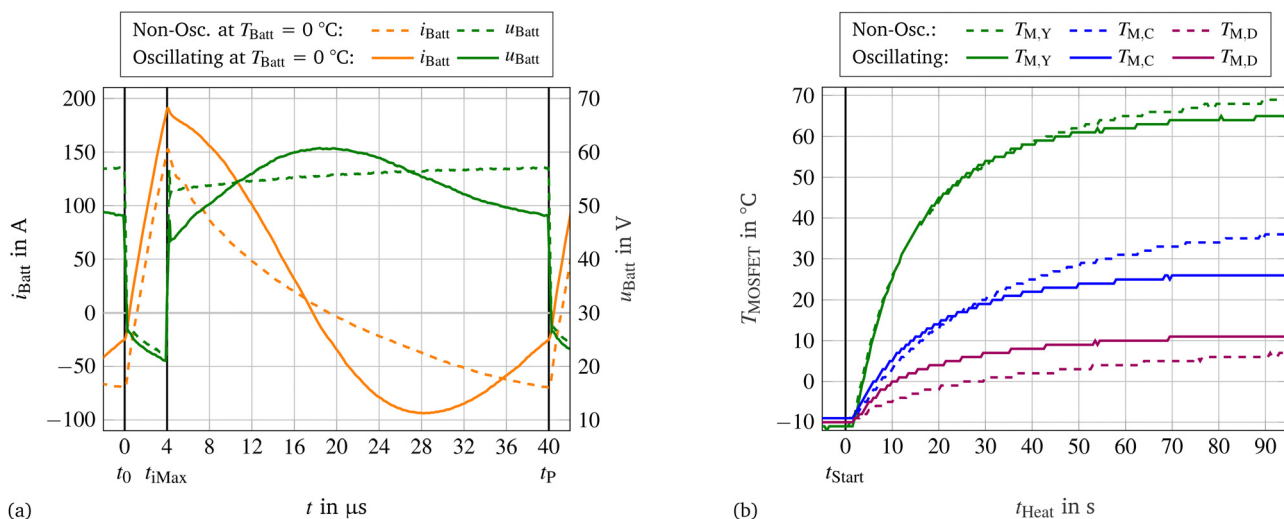 Non-Osc. at T_Batt = 0 °C: i_Batt u_Batt
Oscillating at T_Batt = 0 °C: i_Batt u_Batt
200
150
100
50
0
−50
−100
i_Batt in A
70
60
50
40
30
20
10
u_Batt in V
0 4 8 12 16 20 24 28 32 36 40
t_0 t_iMax t_P
t in µs
(a)
Non-Osc.: T_M,Y T_M,C T_M,D
Oscillating: T_M,Y T_M,C T_M,D
70
60
50
40
30
20
10
0
−10
T_MOSFET in °C
0 10 20 30 40 50 60 70 80 90
t_Start
t_Heat in s
(b)